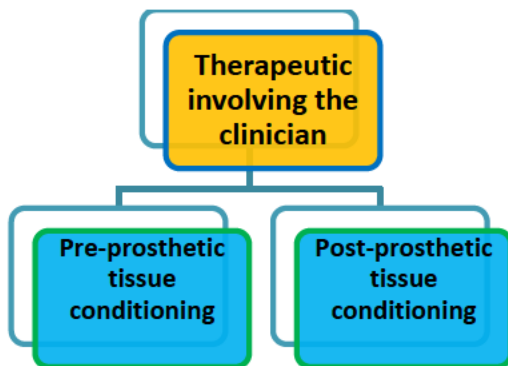 Therapeutic
involving the
clinician
Pre-prosthetic
tissue
conditioning
Post-prosthetic
tissue
conditioning